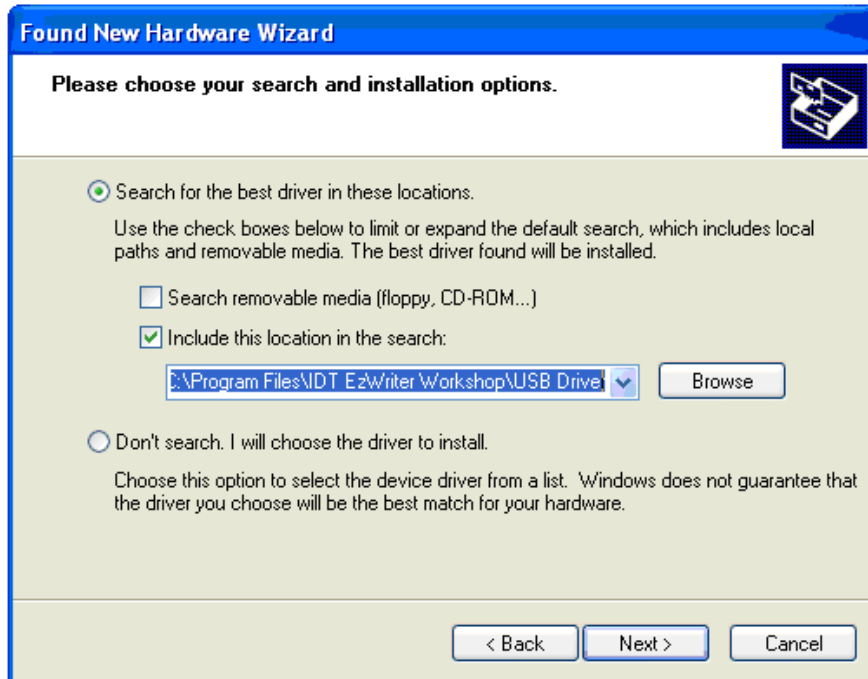 Found New Hardware Wizard
Please choose your search and installation options.
Search for the best driver in these locations.
Use the check boxes below to limit or expand the default search, which includes local
paths and removable media. The best driver found will be installed.
Search removable media (floppy, CD-ROM...)
Include this location in the search:
C:\Program Files\IDT EzWriter Workshop\USB Driver
Browse
Don't search. I will choose the driver to install.
Choose this option to select the device driver from a list. Windows does not guarantee that
the driver you choose will be the best match for your hardware.
< Back
Next >
Cancel